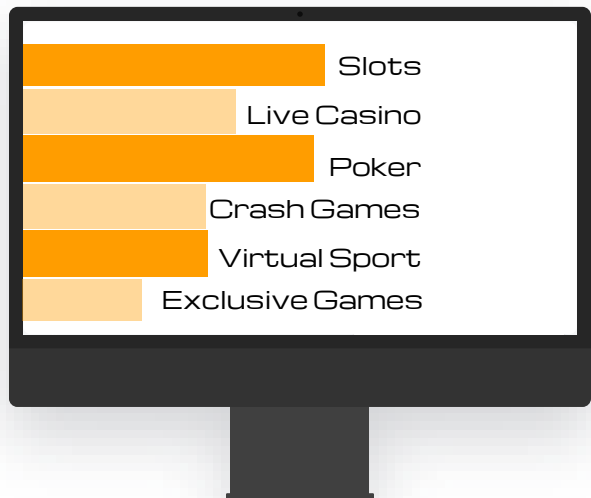 Slots
Live Casino
Poker
Crash Games
Virtual Sport
Exclusive Games